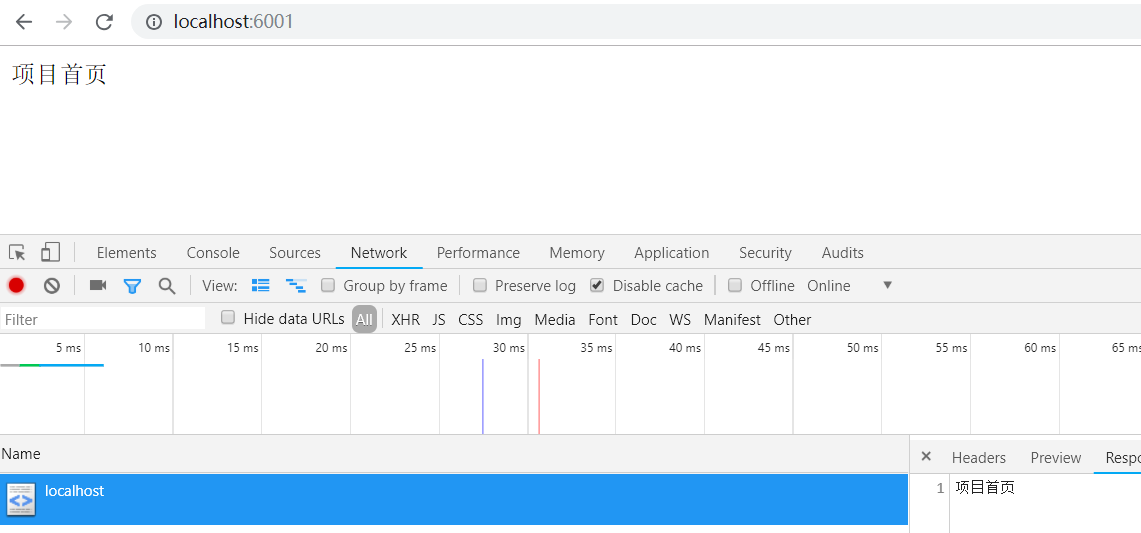 localhost:6001
项目首页
Elements Console Sources Network Performance Memory Application Security Audits
View: Group by frame Preserve log Disable cache Offline Online
Filter Hide data URLs All XHR JS CSS Img Media Font Doc WS Manifest Other
5 ms 10 ms 15 ms 20 ms 25 ms 30 ms 35 ms 40 ms 45 ms 50 ms 55 ms 60 ms 65 ms
Name Headers Preview Respo
localhost 1 项目首页